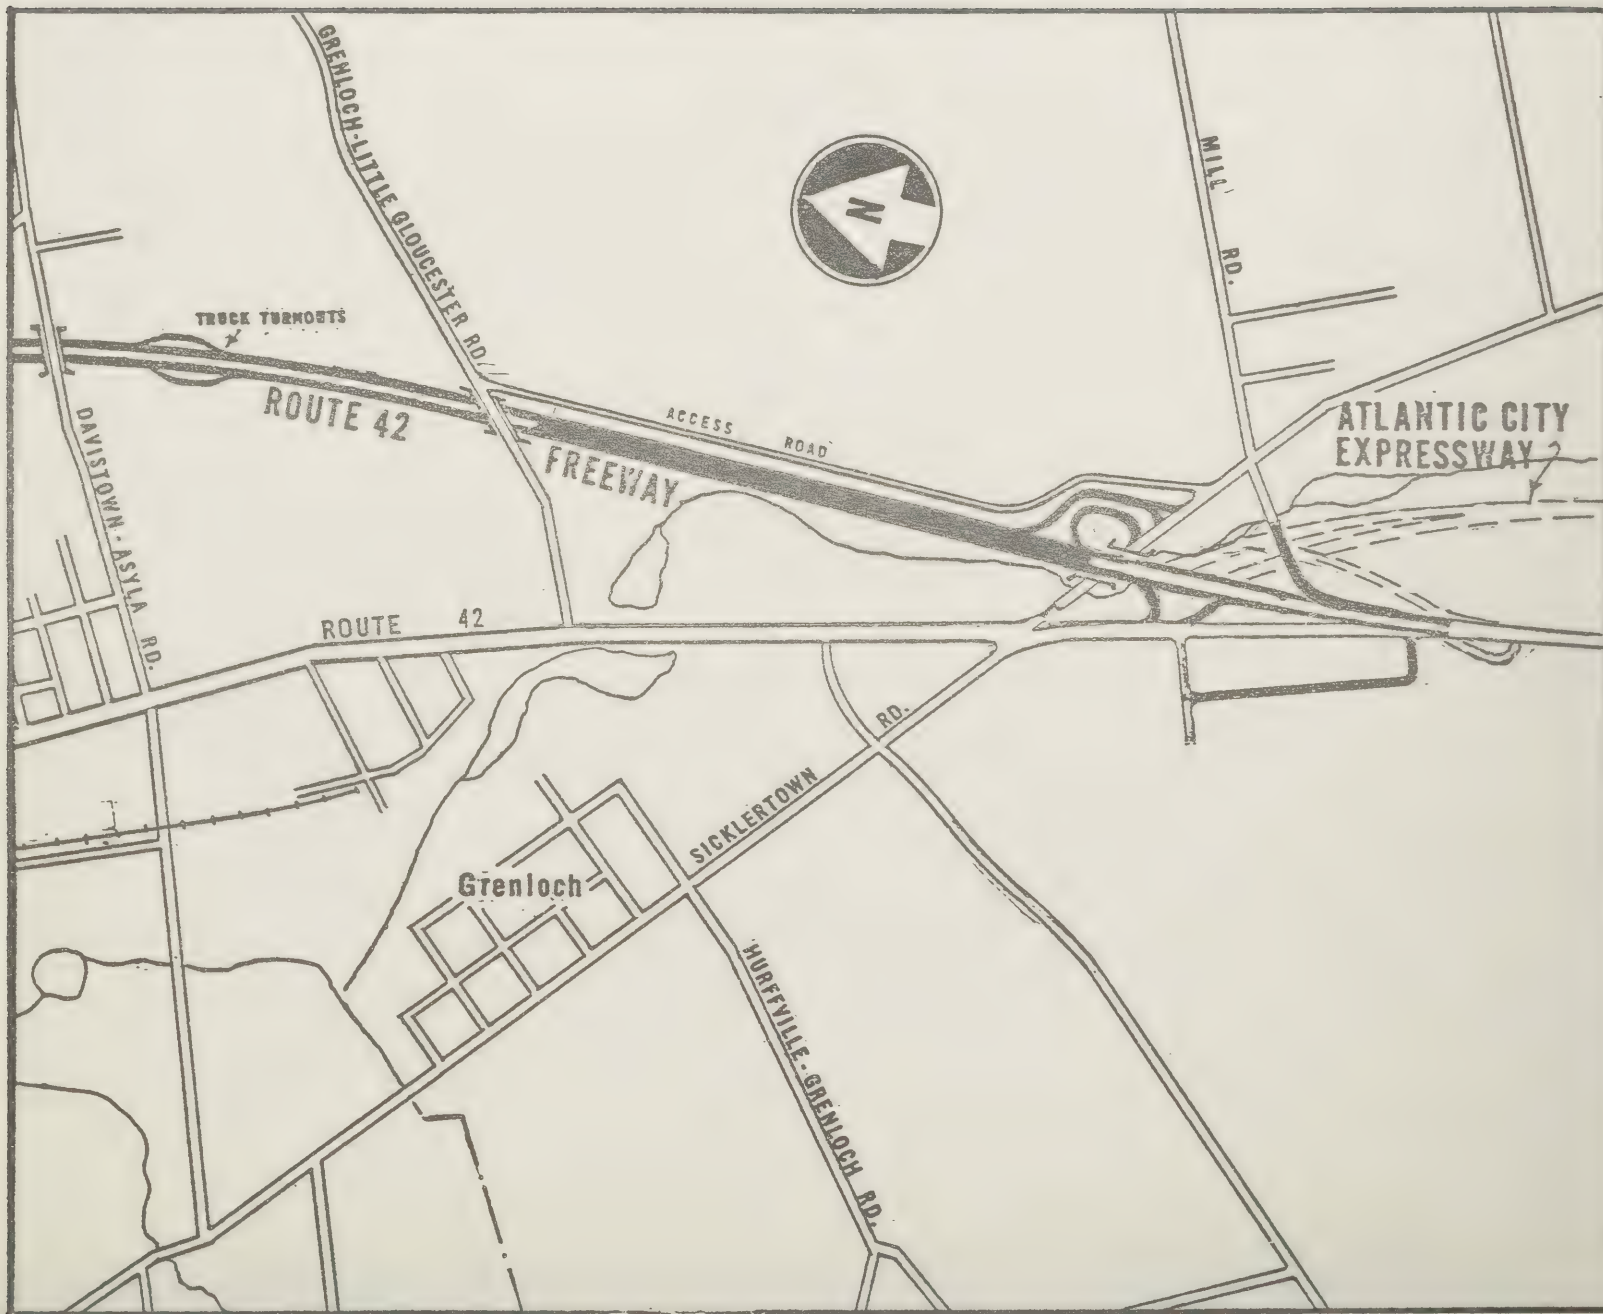 GRENLOCH-LITTLE GLOUCESTER RD.
MILL RD.
N
TRUCK TURNOUTS
ROUTE 42
FREEWAY
ACCESS ROAD
ATLANTIC CITY
EXPRESSWAY
DAVISTOWN-ASYLA RD.
ROUTE 42
SICKLERTOWN RD.
Grenloch
HURFFVILLE-GRENLOCH RD.